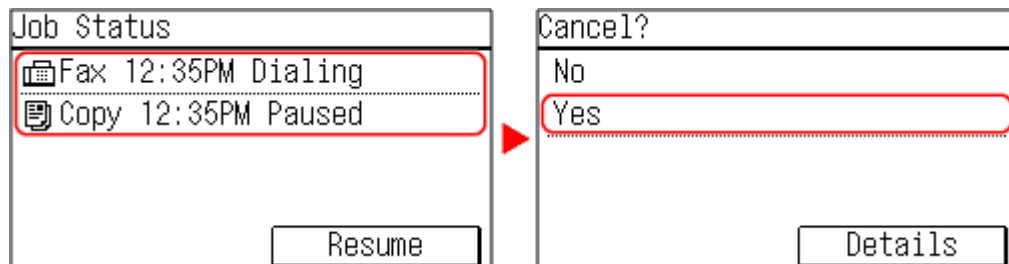 Job Status
Fax 12:35PM Dialing
Copy 12:35PM Paused
Resume
Cancel?
No
Yes
Details